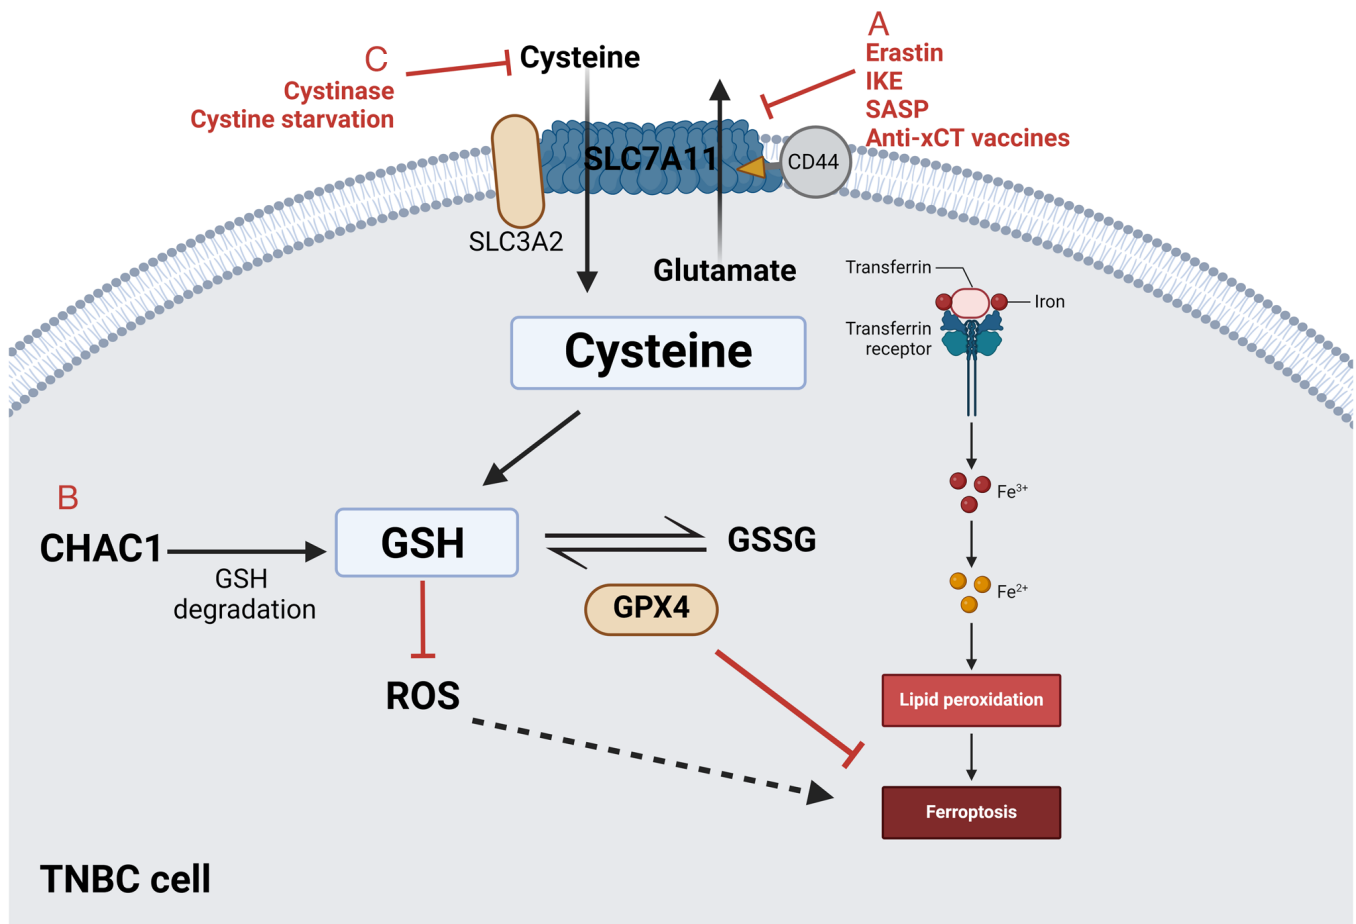 A
Erastin
IKE
SASP
Anti-xCT vaccines
C
Cystinase
Cystine starvation
Cysteine
SLC7A11
CD44
SLC3A2
Glutamate
Transferrin
Iron
Transferrin
receptor
Cysteine
Fe3+
B
CHAC1
GSH
degradation
GSH
GSSG
GPX4
Fe2+
ROS
Lipid peroxidation
Ferroptosis
TNBC cell